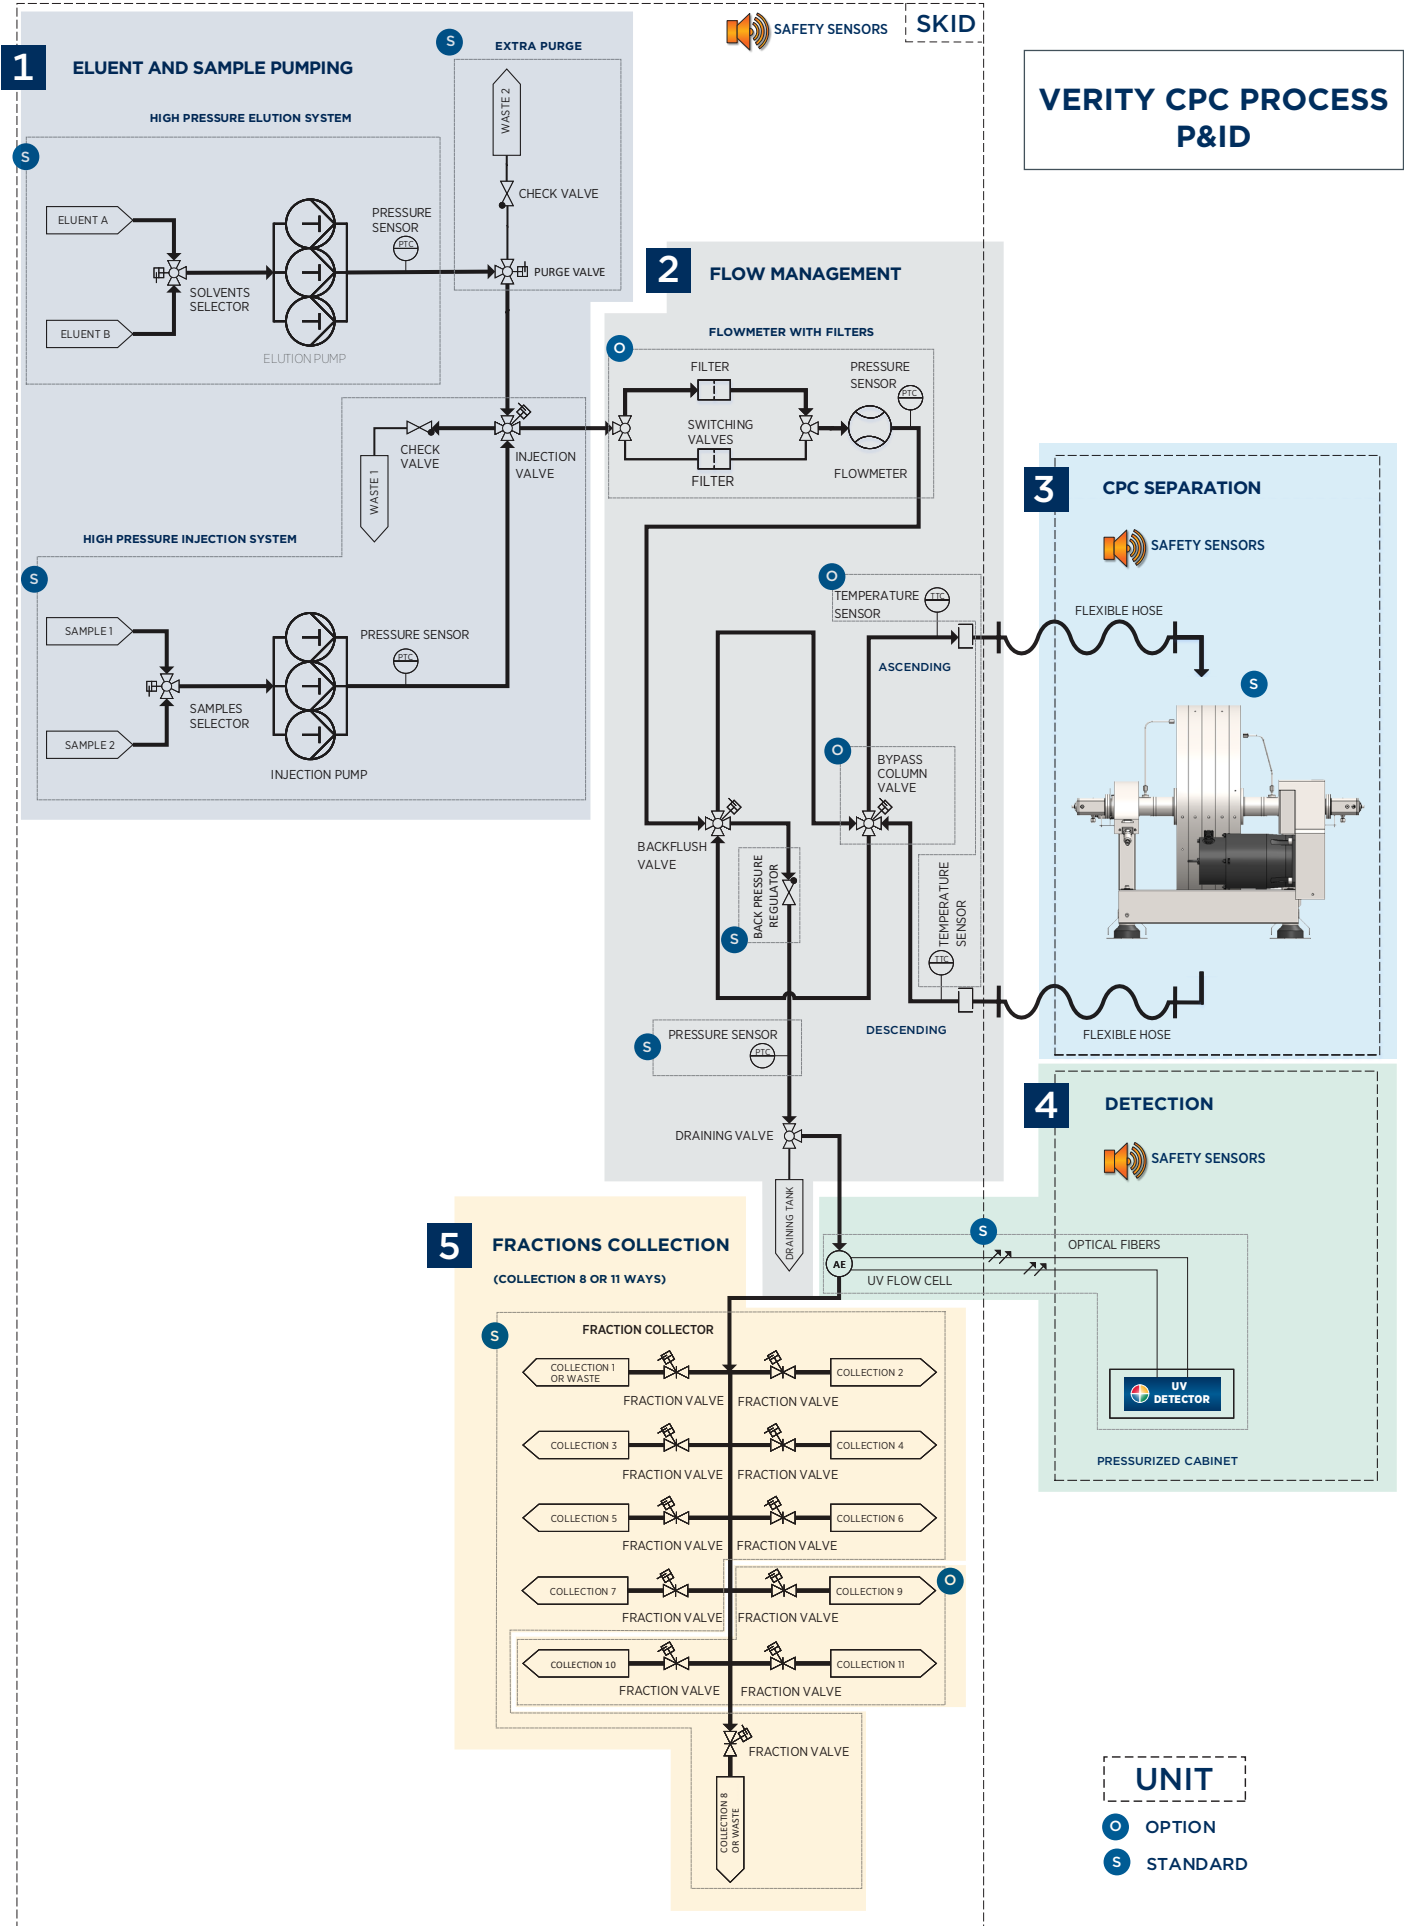 SAFETY SENSORS
SKID
VERITY CPC PROCESS
P&ID
1
ELUENT AND SAMPLE PUMPING
S
EXTRA PURGE
WASTE 2
CHECK VALVE
PURGE VALVE
HIGH PRESSURE ELUTION SYSTEM
S
ELUENT A
ELUENT B
SOLVENTS
SELECTOR
ELUTION PUMP
PRESSURE
SENSOR
PTC
CHECK
VALVE
WASTE 1
INJECTION
VALVE
HIGH PRESSURE INJECTION SYSTEM
S
SAMPLE 1
SAMPLE 2
SAMPLES
SELECTOR
INJECTION PUMP
PRESSURE SENSOR
PTC
2
FLOW MANAGEMENT
FLOWMETER WITH FILTERS
O
FILTER
SWITCHING
VALVES
FILTER
PRESSURE
SENSOR
PTC
FLOWMETER
O
TEMPERATURE
SENSOR
TTC
ASCENDING
O
BYPASS
COLUMN
VALVE
BACKFLUSH
VALVE
BACK PRESSURE
REGULATOR
S
TEMPERATURE
SENSOR
TTC
DESCENDING
S
PRESSURE SENSOR
PTC
DRAINING VALVE
DRAINING TANK
3
CPC SEPARATION
SAFETY SENSORS
FLEXIBLE HOSE
S
FLEXIBLE HOSE
4
DETECTION
SAFETY SENSORS
S
OPTICAL FIBERS
AE
UV FLOW CELL
UV
DETECTOR
PRESSURIZED CABINET
5
FRACTIONS COLLECTION
(COLLECTION 8 OR 11 WAYS)
S
FRACTION COLLECTOR
COLLECTION 1
OR WASTE
COLLECTION 2
FRACTION VALVE
FRACTION VALVE
COLLECTION 3
COLLECTION 4
FRACTION VALVE
FRACTION VALVE
COLLECTION 5
COLLECTION 6
FRACTION VALVE
FRACTION VALVE
COLLECTION 7
COLLECTION 9
O
FRACTION VALVE
FRACTION VALVE
COLLECTION 10
COLLECTION 11
FRACTION VALVE
FRACTION VALVE
FRACTION VALVE
COLLECTION 8
OR WASTE
UNIT
O
OPTION
S
STANDARD